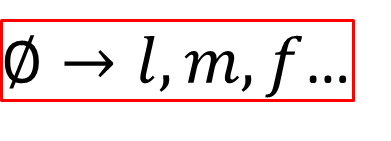 ∅ → l, m, f ...